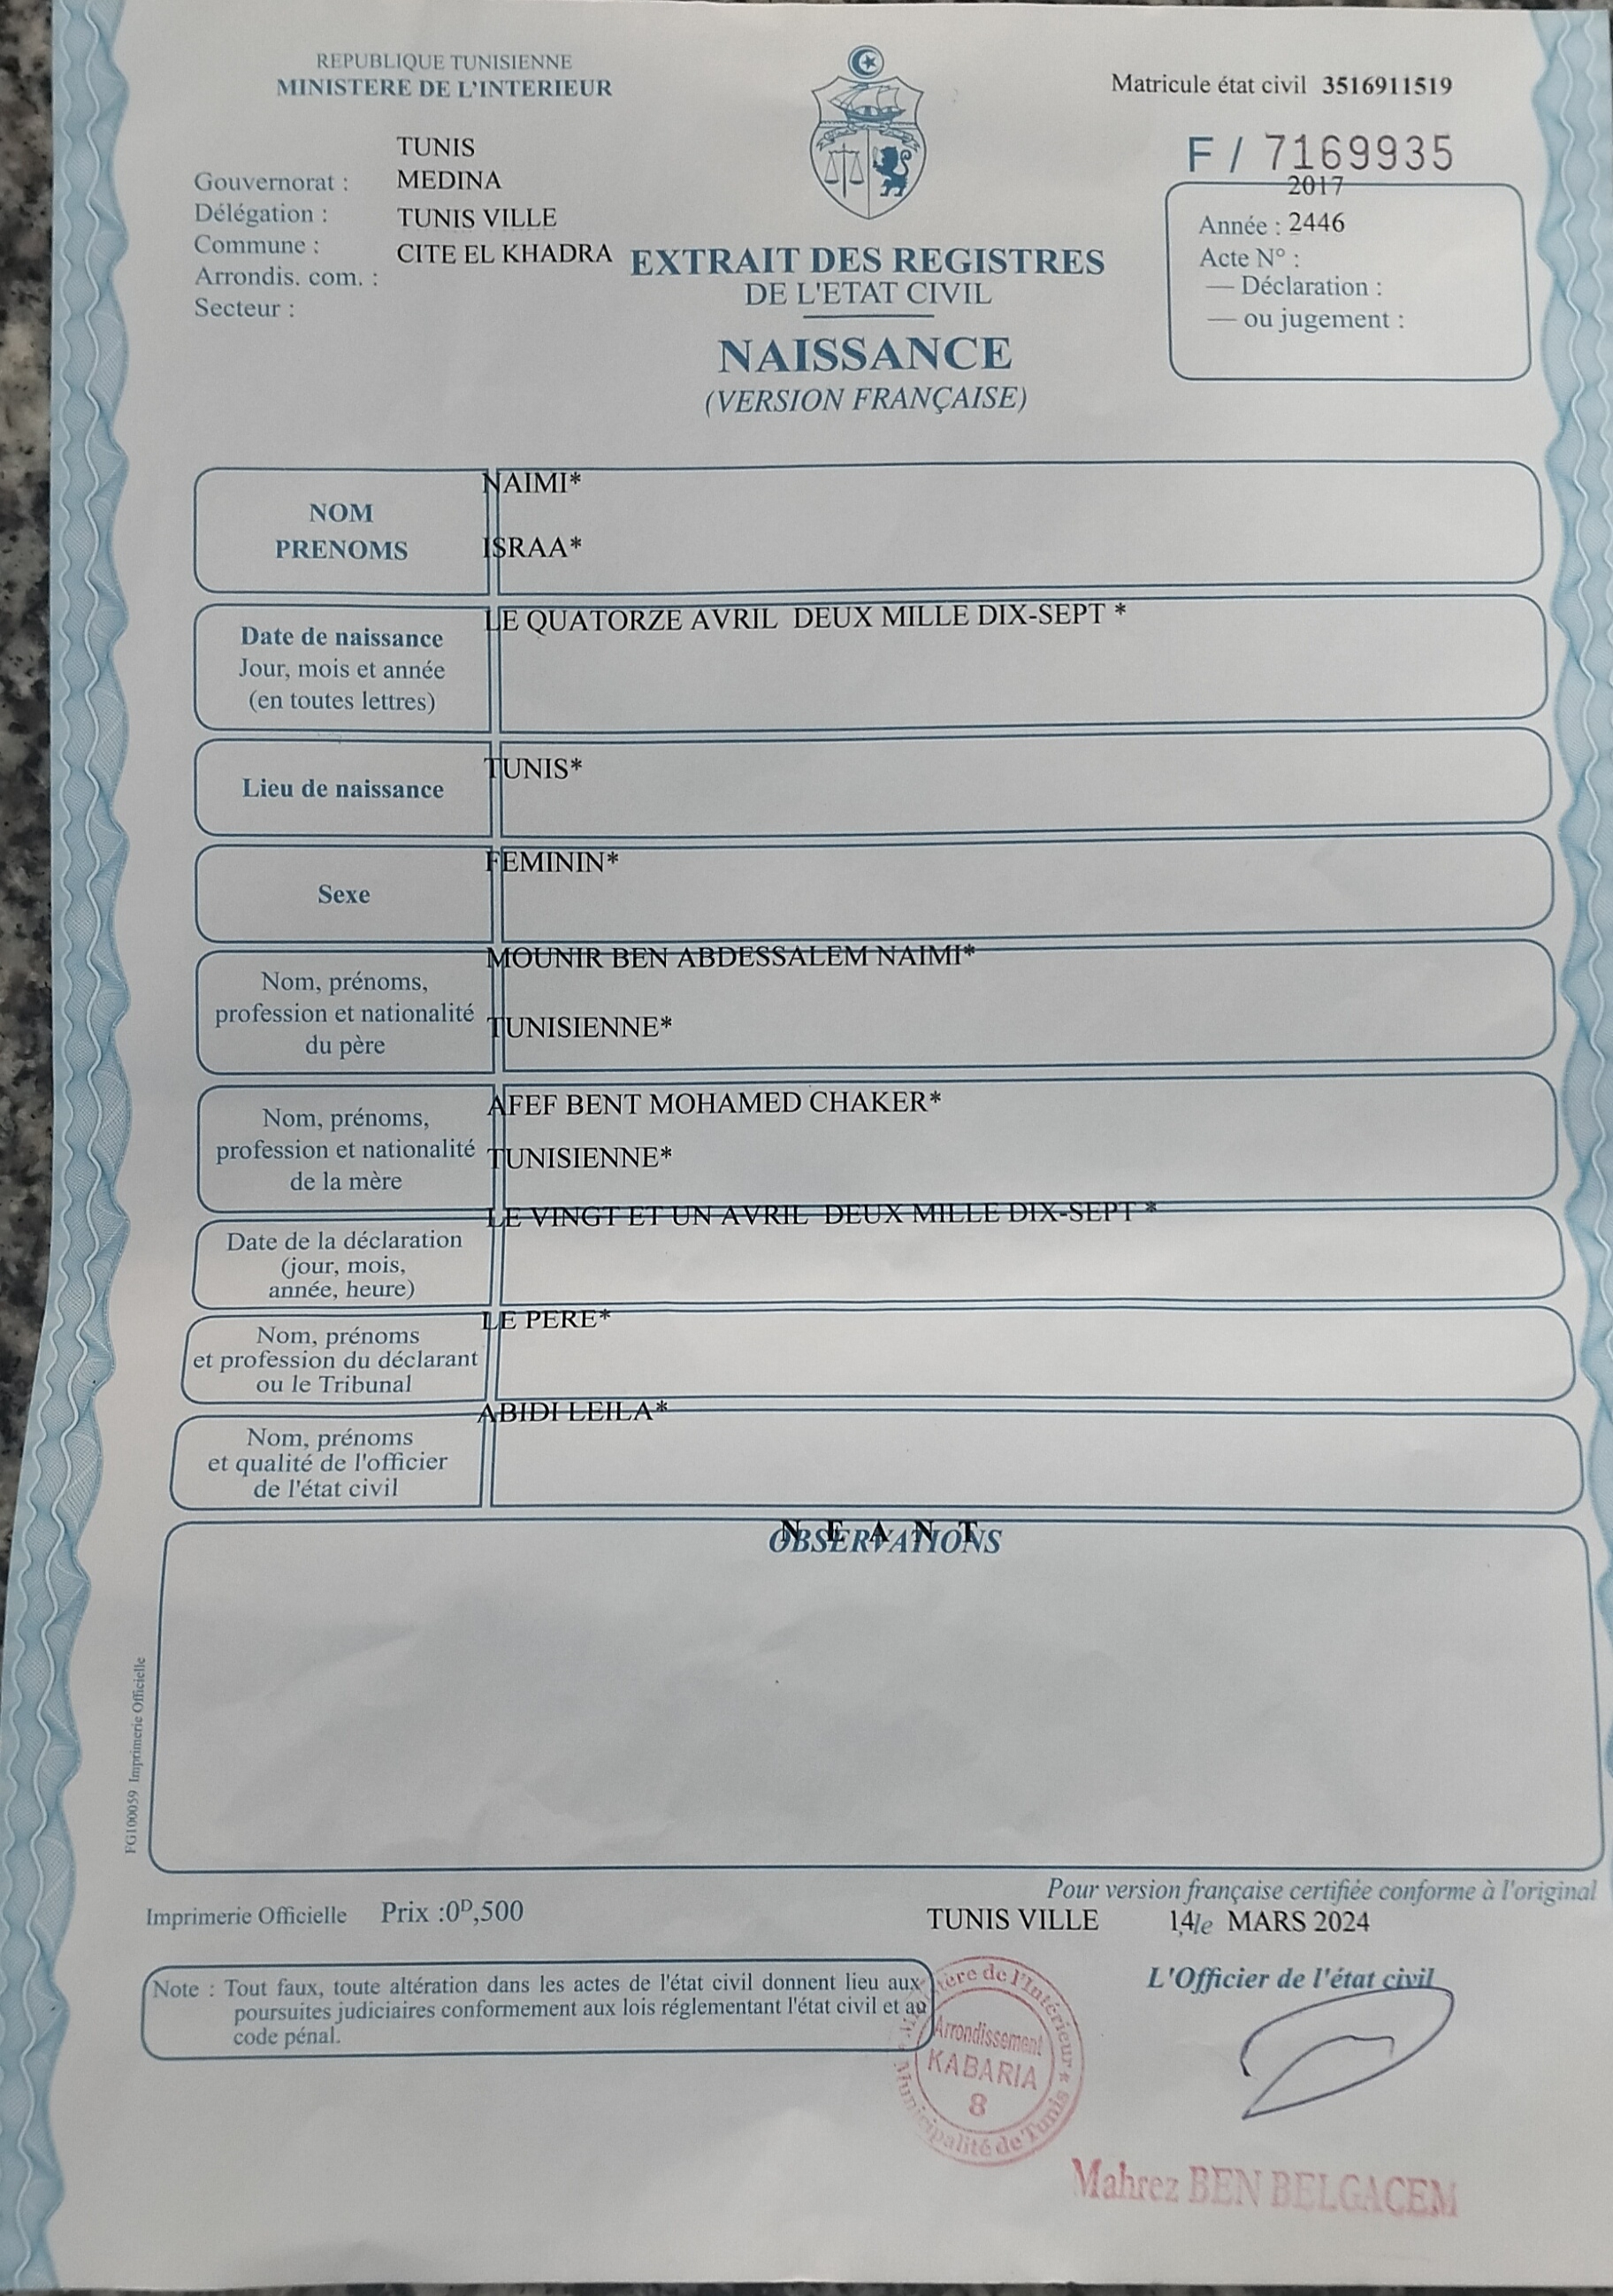 REPUBLIQUE TUNISIENNE
MINISTERE DE L'INTERIEUR
Matricule état civil 3516911519
F / 7169935
TUNIS
Gouvernorat : MEDINA
Délégation : TUNIS VILLE
Commune : CITE EL KHADRA
Arrondis. com. :
Secteur :
2017
Année : 2446
Acte N° :
— Déclaration :
— ou jugement :
EXTRAIT DES REGISTRES
DE L'ETAT CIVIL
NAISSANCE
(VERSION FRANÇAISE)
NOM
PRENOMS
NAIMI*
ISRAA*
Date de naissance
Jour, mois et année
(en toutes lettres)
LE QUATORZE AVRIL DEUX MILLE DIX-SEPT *
Lieu de naissance
TUNIS*
Sexe
FEMININ*
Nom, prénoms,
profession et nationalité
du père
MOUNIR BEN ABDESSALEM NAIMI*
TUNISIENNE*
Nom, prénoms,
profession et nationalité
de la mère
AFEF BENT MOHAMED CHAKER*
TUNISIENNE*
Date de la déclaration
(jour, mois,
année, heure)
LE VINGT ET UN AVRIL DEUX MILLE DIX-SEPT *
Nom, prénoms
et profession du déclarant
ou le Tribunal
LE PERE*
Nom, prénoms
et qualité de l'officier
de l'état civil
ABIDI LEILA*
OBSERVATIONS
N E A N T
FG100059 Imprimerie Officielle
Imprimerie Officielle Prix :0D,500
Pour version française certifiée conforme à l'original
TUNIS VILLE 14,le MARS 2024
L'Officier de l'état civil
Note : Tout faux, toute altération dans les actes de l'état civil donnent lieu aux
poursuites judiciaires conformement aux lois réglementant l'état civil et au
code pénal.
Ministère de l'Intérieur * Municipalité de Tunis *
Arrondissement
KABARIA
8
Mahrez BEN BELGACEM